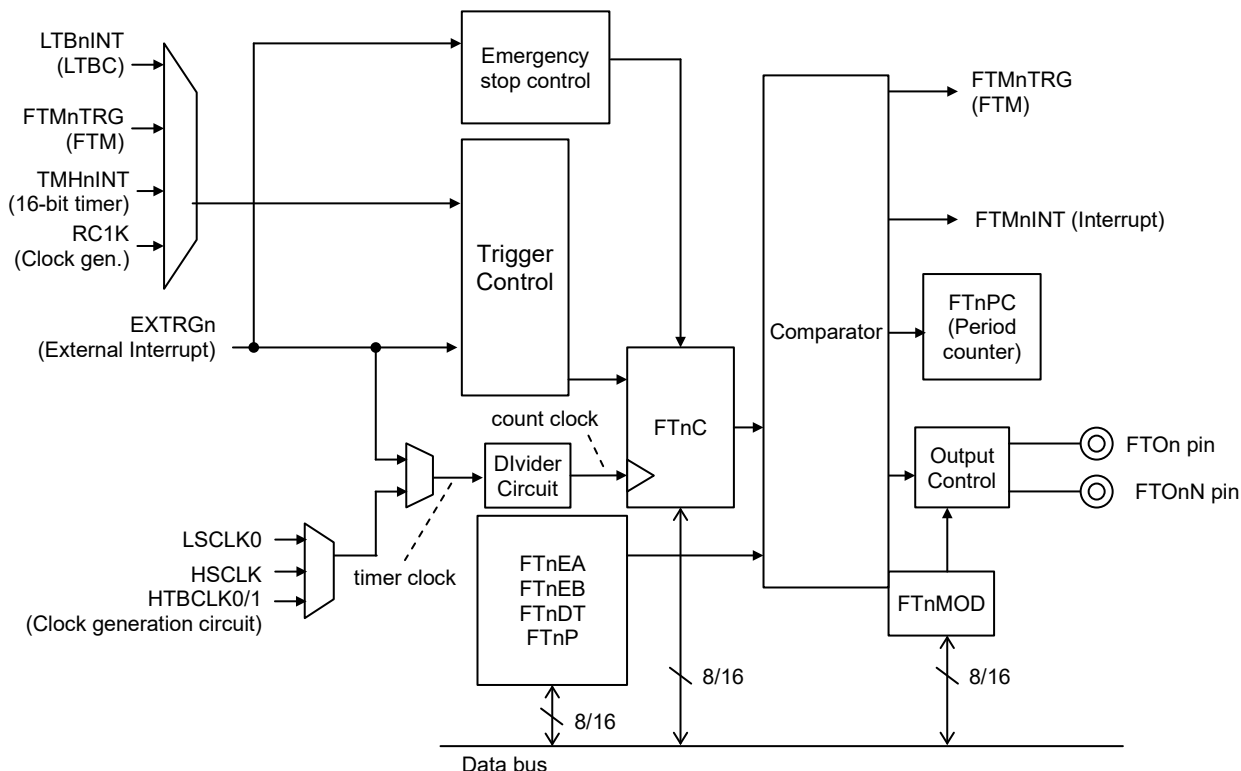 LTBnINT
(LTBC)
FTMnTRG
(FTM)
TMHnINT
(16-bit timer)
RC1K
(Clock gen.)
EXTRGn
(External Interrupt)
LSCLK0
HSCLK
HTBCLK0/1
(Clock generation circuit)
Emergency
stop control
Trigger
Control
count clock
DIvider
Circuit
timer clock
FTnC
FTnEA
FTnEB
FTnDT
FTnP
Comparator
FTMnTRG
(FTM)
FTMnINT (Interrupt)
FTnPC
(Period
counter)
Output
Control
FTOn pin
FTOnN pin
FTnMOD
8/16
8/16
8/16
Data bus